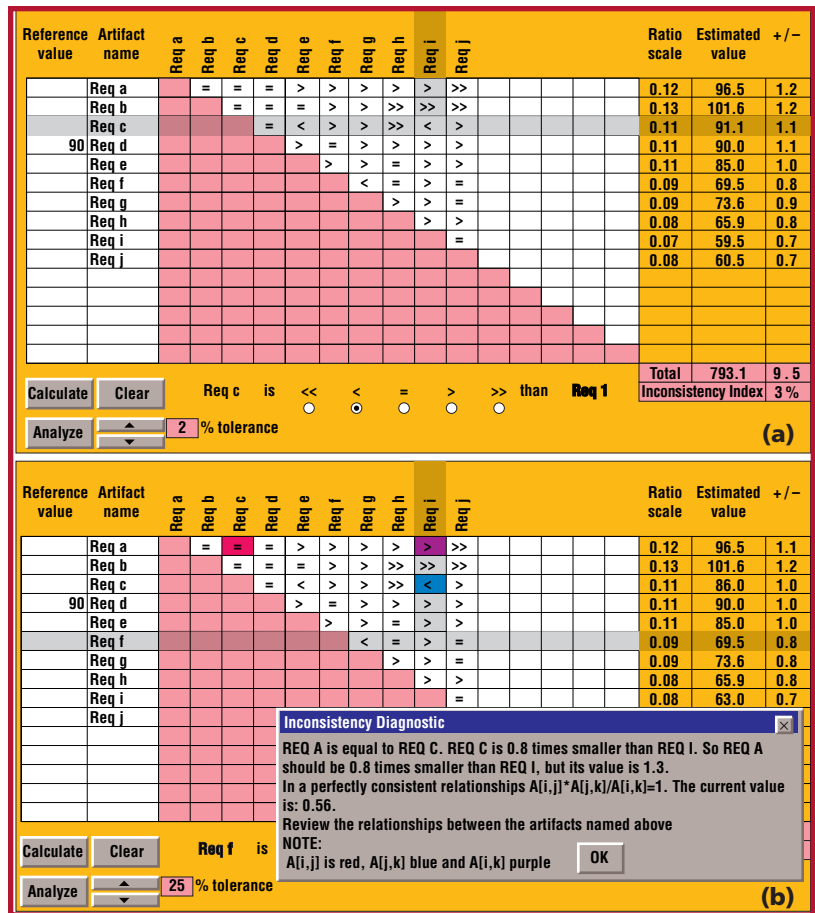 Reference Artifact Ratio Estimated +/–
value name Req a Req b Req c Req d Req e Req f Req g Req h Req i Req j scale value
Req a = = = > > > > > >> 0.12 96.5 1.2
Req b = = = > > >> >> >> 0.13 101.6 1.2
Req c = < > > >> < > 0.11 91.1 1.1
90 Req d > = > > > > 0.11 90.0 1.1
Req e > > = > > 0.11 85.0 1.0
Req f < = > = 0.09 69.5 0.8
Req g > > = 0.09 73.6 0.9
Req h > > 0.08 65.9 0.8
Req i = 0.07 59.5 0.7
Req j 0.08 60.5 0.7
Total 793.1 9.5
Calculate Clear Req c is << < = > >> than Req 1 Inconsistency Index 3%
Analyze 2 % tolerance (a)
Reference Artifact Ratio Estimated +/–
value name Req a Req b Req c Req d Req e Req f Req g Req h Req i Req j scale value
Req a = = = > > > > > >> 0.12 96.5 1.1
Req b = = = > > >> >> >> 0.13 101.6 1.2
Req c = < > > >> < > 0.11 86.0 1.0
90 Req d > = > > > > 0.11 90.0 1.0
Req e > > = > > 0.11 85.0 1.0
Req f < = > = 0.09 69.5 0.8
Req g > > = 0.09 73.6 0.8
Req h > > 0.08 65.9 0.8
Req i = 0.08 63.0 0.7
Req j
Inconsistency Diagnostic
REQ A is equal to REQ C. REQ C is 0.8 times smaller than REQ I. So REQ A
should be 0.8 times smaller than REQ I, but its value is 1.3.
In a perfectly consistent relationships A[i,j]*A[j,k]/A[i,k]=1. The current value
is: 0.56.
Review the relationships between the artifacts named above
NOTE:
A[i,j] is red, A[j,k] blue and A[i,k] purple OK
Calculate Clear Req f is
Analyze 25 % tolerance (b)